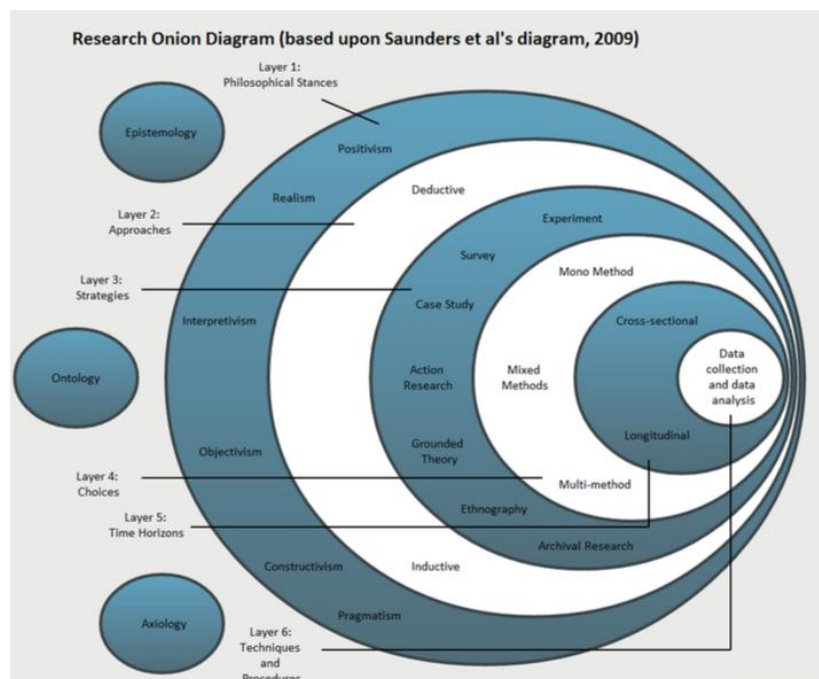 Research Onion Diagram (based upon Saunders et al's diagram, 2009)
Layer 1:
Philosophical Stances
Epistemology
Positivism
Deductive
Realism
Layer 2:
Approaches
Experiment
Survey
Mono Method
Layer 3:
Strategies
Case Study
Interpretivism
Cross-sectional
Data
collection
and data
analysis
Ontology
Action
Research
Mixed
Methods
Longitudinal
Grounded
Theory
Objectivism
Layer 4:
Choices
Multi-method
Ethnography
Layer 5:
Time Horizons
Archival Research
Constructivism
Inductive
Pragmatism
Axiology
Layer 6:
Techniques
and
Procedures